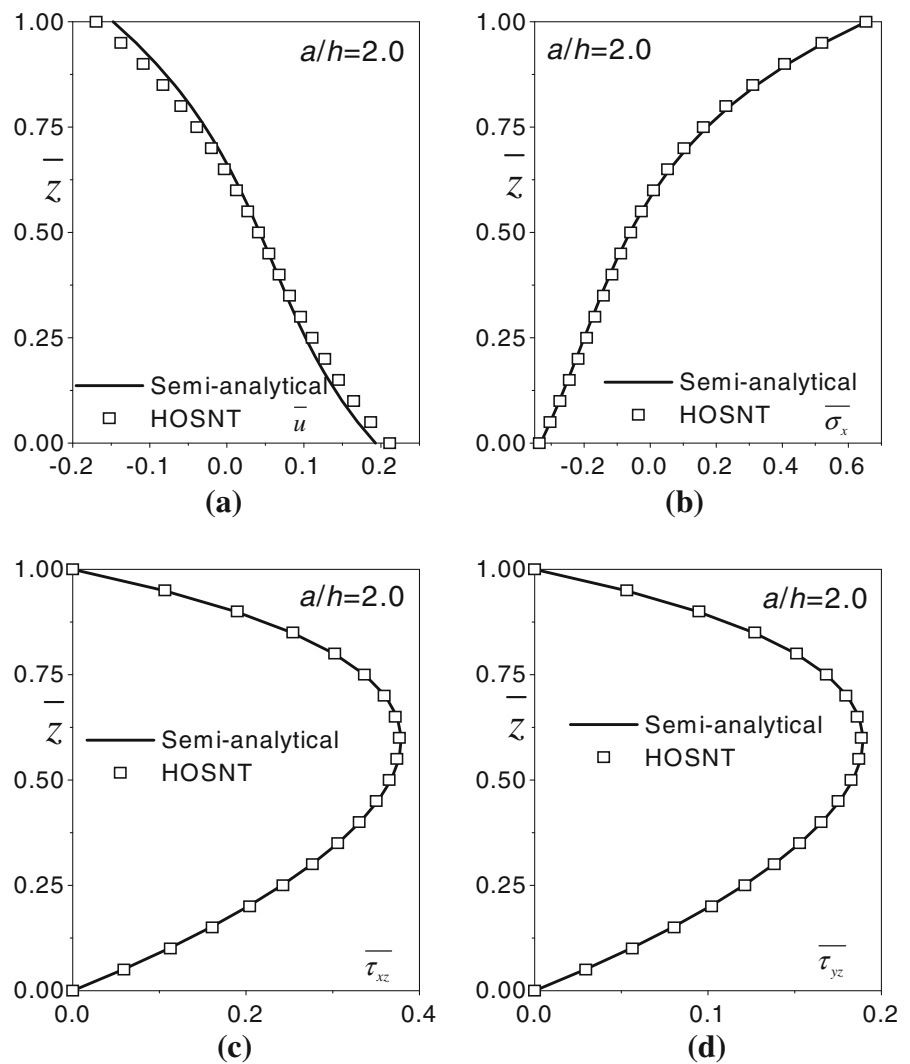 1.00
a/h=2.0
0.75
z̅
0.50
0.25
Semi-analytical
HOSNT
u̅
0.00
-0.2 -0.1 0.0 0.1 0.2
(a)
1.00
a/h=2.0
0.75
z̅
0.50
0.25
Semi-analytical
HOSNT
σ̅ₓ
0.00
-0.2 0.0 0.2 0.4 0.6
(b)
1.00
a/h=2.0
0.75
z̅
Semi-analytical
HOSNT
0.50
0.25
τ̅_xz
0.00
0.0 0.2 0.4
(c)
1.00
a/h=2.0
0.75
z̅
Semi-analytical
HOSNT
0.50
0.25
τ̅_yz
0.00
0.0 0.1 0.2
(d)